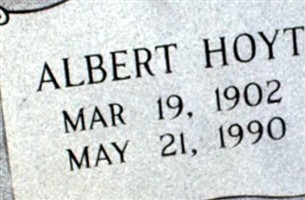 ALBERT HOYT
MAR 19, 1902
MAY 21, 1990